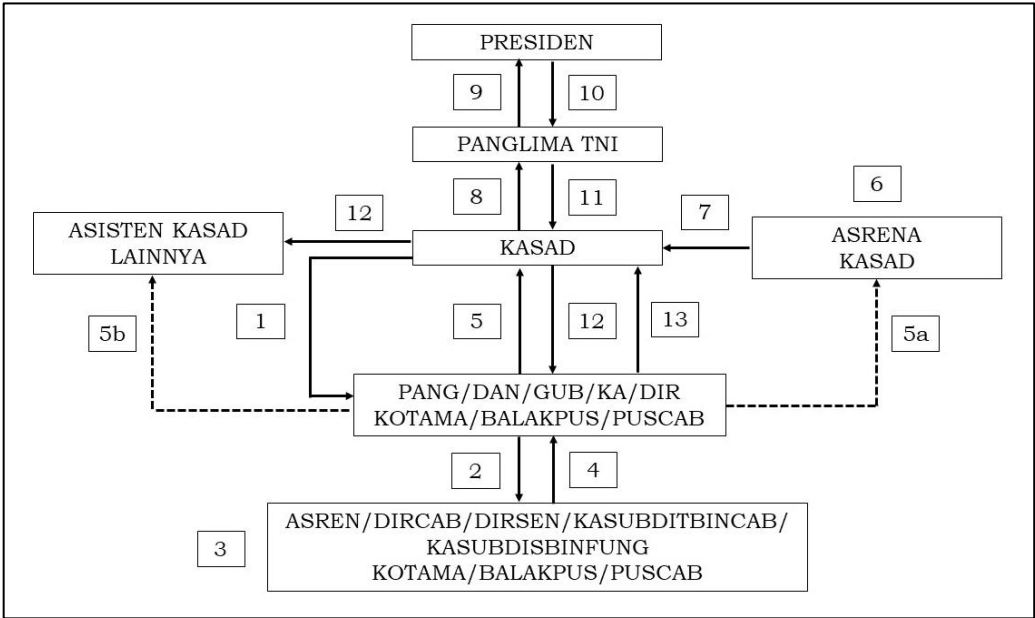 PRESIDEN
9
10
PANGLIMA TNI
8
11
6
12
7
ASISTEN KASAD
LAINNYA
KASAD
ASRENA
KASAD
5b
1
5
12
13
5a
PANG/DAN/GUB/KA/DIR
KOTAMA/BALAKPUS/PUSCAB
2
4
3
ASREN/DIRCAB/DIRSEN/KASUBDITBINCAB/
KASUBDISBINFUNG
KOTAMA/BALAKPUS/PUSCAB